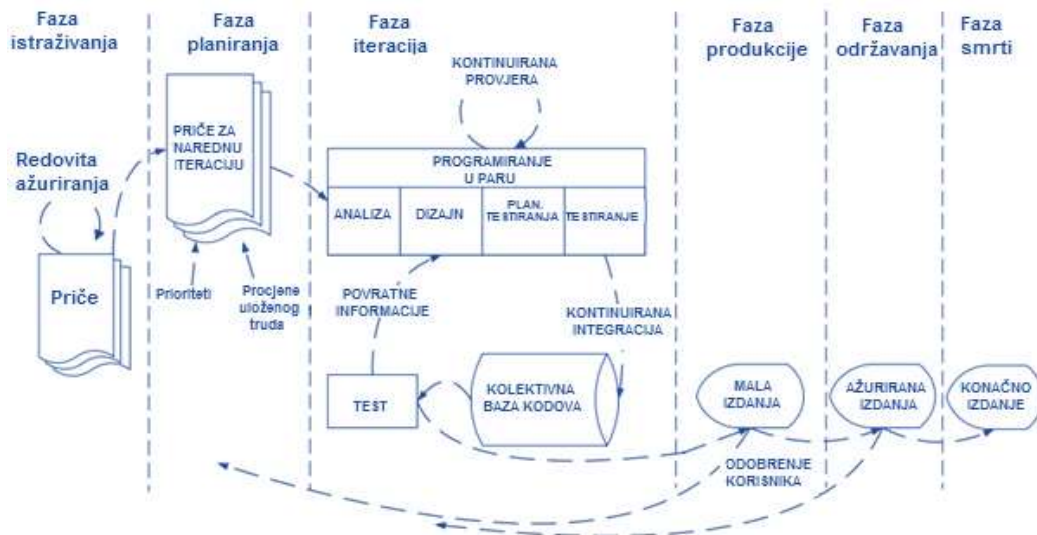 Faza
istraživanja
Faza
planiranja
Faza
iteracija
Faza
produkcije
Faza
održavanja
Faza
smrti
KONTINUIRANA
PROVJERA
PRIČE ZA
NAREDNU
ITERACIJU
PROGRAMIRANJE
U PARU
Redovita
ažuriranja
ANALIZA
DIZAJN
PLAN.
TESTIRANJA
TESTIRANJE
Priče
Prioriteti
Procjene
uloženog
truda
POVRATNE
INFORMACIJE
KONTINUIRANA
INTEGRACIJA
TEST
KOLEKTIVNA
BAZA KODOVA
MALA
IZDANJA
AŽURIRANA
IZDANJA
KONAČNO
IZDANJE
ODOBRENJE
KORIŠNIKA